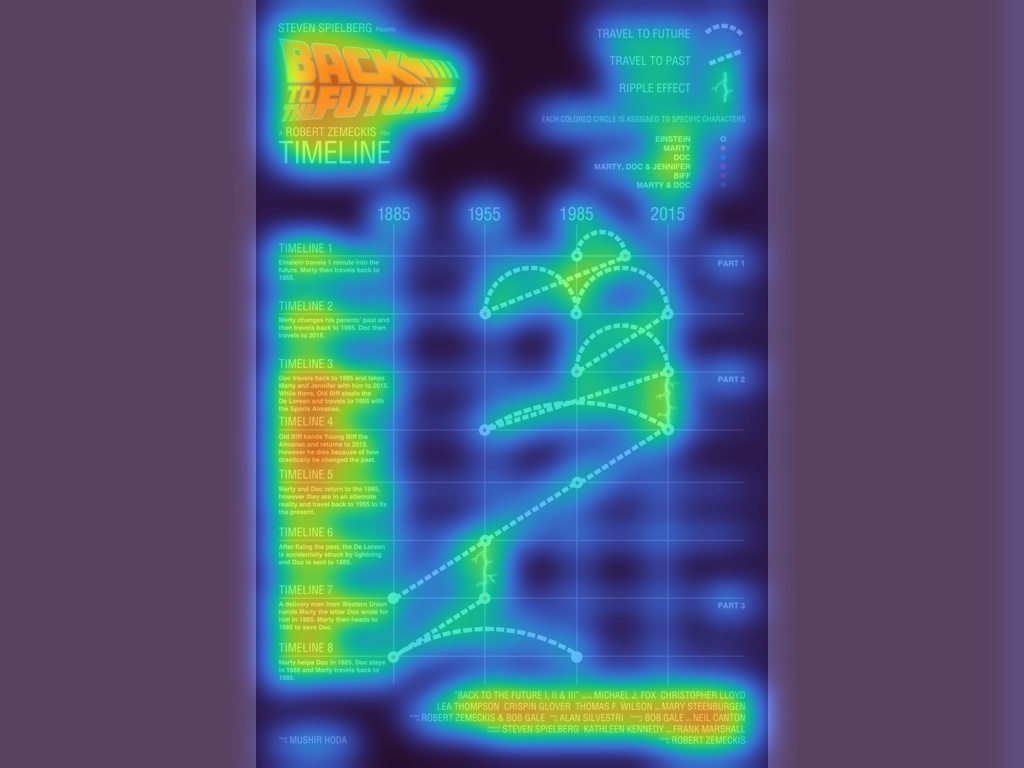 STEVEN SPIELBERG Presents
BACK
TO
THE FUTURE
A ROBERT ZEMECKIS Film
TIMELINE
TRAVEL TO FUTURE
TRAVEL TO PAST
RIPPLE EFFECT
EACH COLORED CIRCLE IS ASSIGNED TO SPECIFIC CHARACTERS
EINSTEIN
MARTY
DOC
MARTY, DOC & JENNIFER
BIFF
MARTY & DOC
1885 1955 1985 2015
TIMELINE 1
Einstein travels 1 minute into the
future. Marty then travels back to
1955.
PART 1
TIMELINE 2
Marty changes his parents' past and
then travels back to 1985. Doc then
travels to 2015.
TIMELINE 3
Doc travels back to 1985 and takes
Marty and Jennifer with him to 2015.
While there, Old Biff steals the
De Lorean and travels to 1955 with
the Sports Almanac.
PART 2
TIMELINE 4
Old Biff hands Young Biff the
Almanac and returns to 2015.
However he dies because of how
drastically he changed the past.
TIMELINE 5
Marty and Doc return to the 1985,
however they are in an alternate
reality and travel back to 1955 to fix
the present.
TIMELINE 6
After fixing the past, the De Lorean
is accidentally struck by lightning
and Doc is sent to 1885.
TIMELINE 7
A delivery man from Western Union
hands Marty the letter Doc wrote for
him in 1885. Marty then heads to
1885 to save Doc.
PART 3
TIMELINE 8
Marty helps Doc in 1885. Doc stays
in 1885 and Marty travels back to
1985.
"BACK TO THE FUTURE I, II & III" MICHAEL J. FOX CHRISTOPHER LLOYD
LEA THOMPSON CRISPIN GLOVER THOMAS F. WILSON MARY STEENBURGEN
ROBERT ZEMECKIS & BOB GALE ALAN SILVESTRI BOB GALE NEIL CANTON
STEVEN SPIELBERG KATHLEEN KENNEDY FRANK MARSHALL
ROBERT ZEMECKIS
MUSHIR HODA